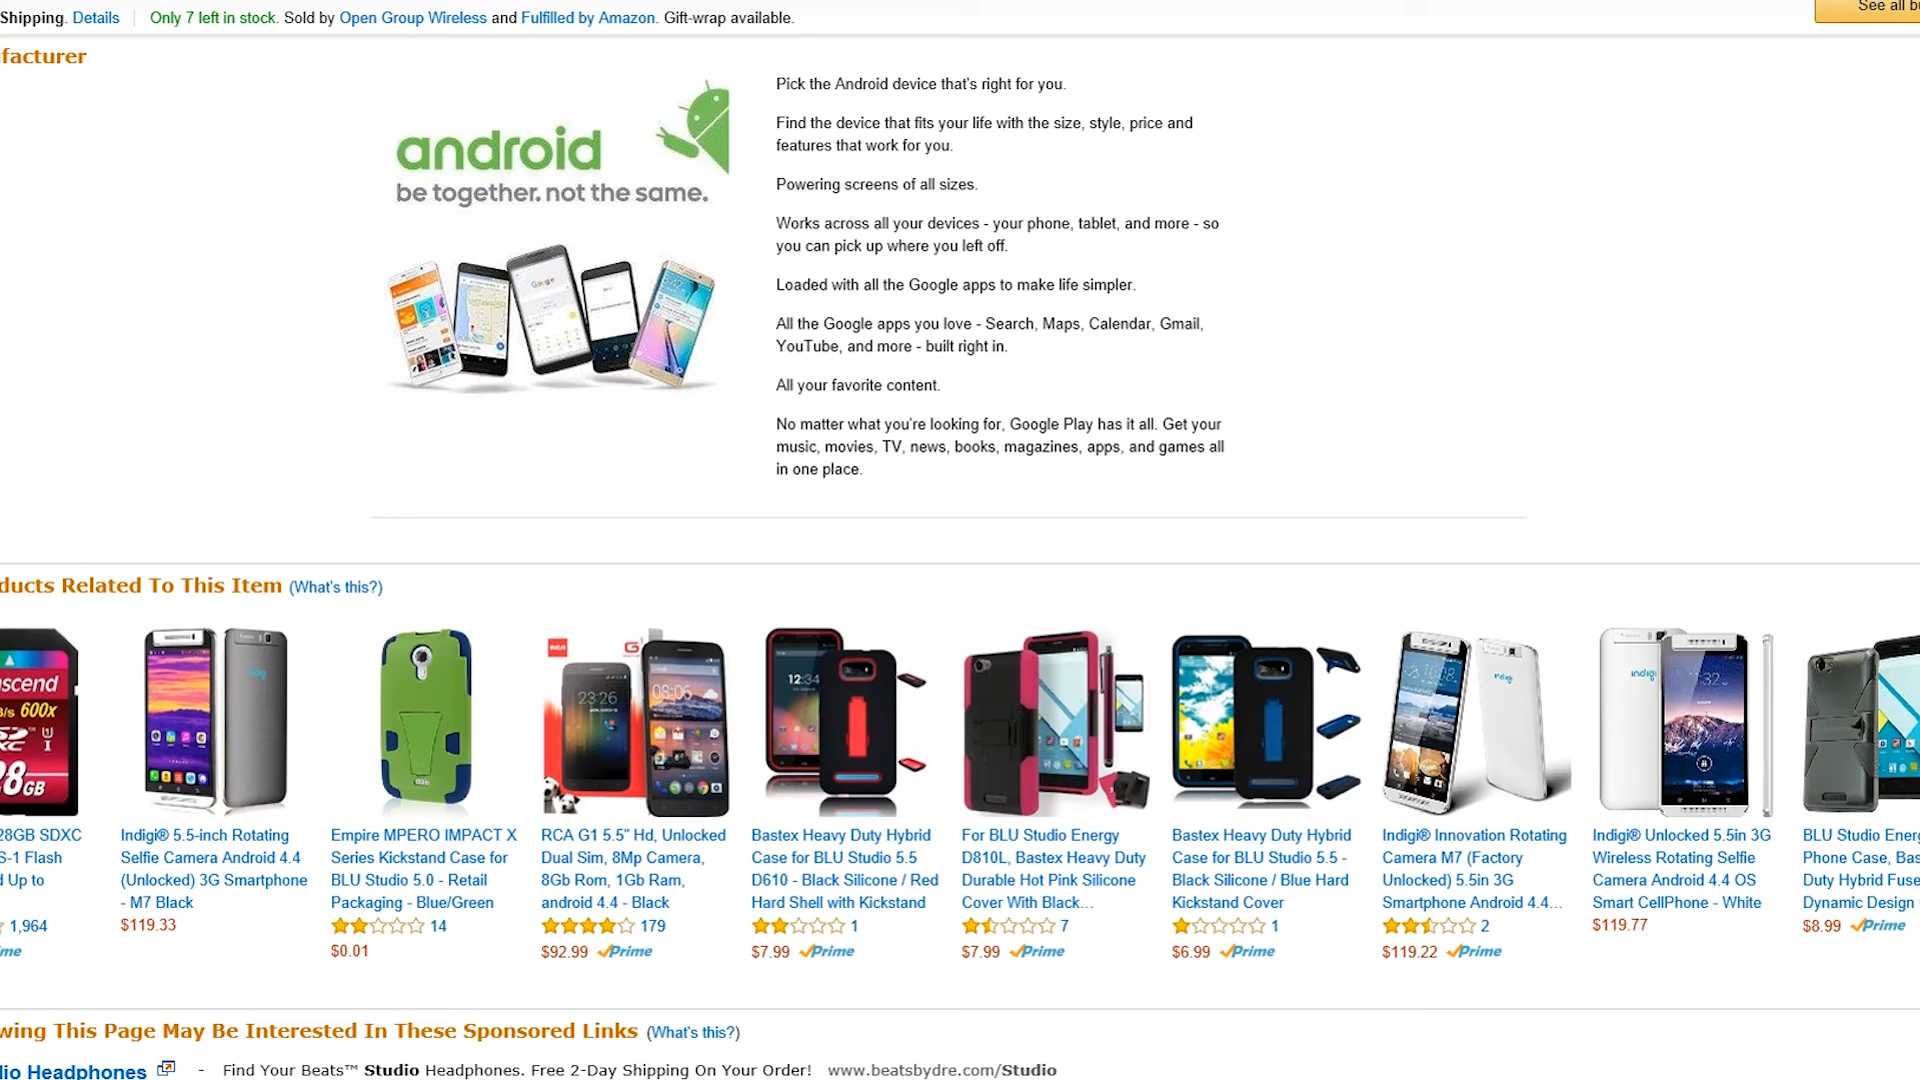 Shipping. Details Only 7 left in stock. Sold by Open Group Wireless and Fulfilled by Amazon. Gift-wrap available.
See all bu
facturer
android
be together. not the same.
Pick the Android device that's right for you.
Find the device that fits your life with the size, style, price and
features that work for you.
Powering screens of all sizes.
Works across all your devices - your phone, tablet, and more - so
you can pick up where you left off.
Loaded with all the Google apps to make life simpler.
All the Google apps you love - Search, Maps, Calendar, Gmail,
YouTube, and more - built right in.
All your favorite content.
No matter what you're looking for, Google Play has it all. Get your
music, movies, TV, news, books, magazines, apps, and games all
in one place.
ducts Related To This Item (What's this?)
scend
600x
8GB
28GB SDXC
S-1 Flash
d Up to
1,964
ime
indigi
Indigi® 5.5-inch Rotating
Selfie Camera Android 4.4
(Unlocked) 3G Smartphone
- M7 Black
$119.33
Empire MPERO IMPACT X
Series Kickstand Case for
BLU Studio 5.0 - Retail
Packaging - Blue/Green
14
$0.01
RCA
G1
23:26
08:06
RCA G1 5.5" Hd, Unlocked
Dual Sim, 8Mp Camera,
8Gb Rom, 1Gb Ram,
android 4.4 - Black
179
$92.99 Prime
12:34
Bastex Heavy Duty Hybrid
Case for BLU Studio 5.5
D610 - Black Silicone / Red
Hard Shell with Kickstand
1
$7.99 Prime
For BLU Studio Energy
D810L, Bastex Heavy Duty
Durable Hot Pink Silicone
Cover With Black...
7
$7.99 Prime
Bastex Heavy Duty Hybrid
Case for BLU Studio 5.5 -
Black Silicone / Blue Hard
Kickstand Cover
1
$6.99 Prime
indigi
Indigi® Innovation Rotating
Camera M7 (Factory
Unlocked) 5.5in 3G
Smartphone Android 4.4...
2
$119.22 Prime
indigi
Indigi® Unlocked 5.5in 3G
Wireless Rotating Selfie
Camera Android 4.4 OS
Smart CellPhone - White
$119.77
BLU Studio Energ
Phone Case, Bas
Duty Hybrid Fuse
Dynamic Design
$8.99 Prime
wing This Page May Be Interested In These Sponsored Links (What's this?)
dio Headphones - Find Your Beats™ Studio Headphones. Free 2-Day Shipping On Your Order! www.beatsbydre.com/Studio